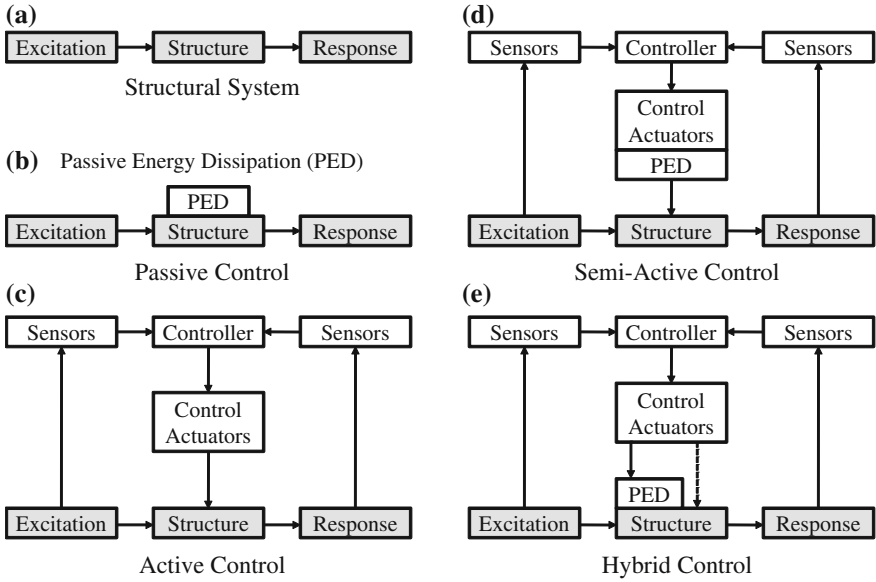 (a)
Excitation Structure Response
Structural System
(b) Passive Energy Dissipation (PED)
PED
Excitation Structure Response
Passive Control
(c)
Sensors Controller Sensors
Control
Actuators
Excitation Structure Response
Active Control
(d)
Sensors Controller Sensors
Control
Actuators
PED
Excitation Structure Response
Semi-Active Control
(e)
Sensors Controller Sensors
Control
Actuators
PED
Excitation Structure Response
Hybrid Control